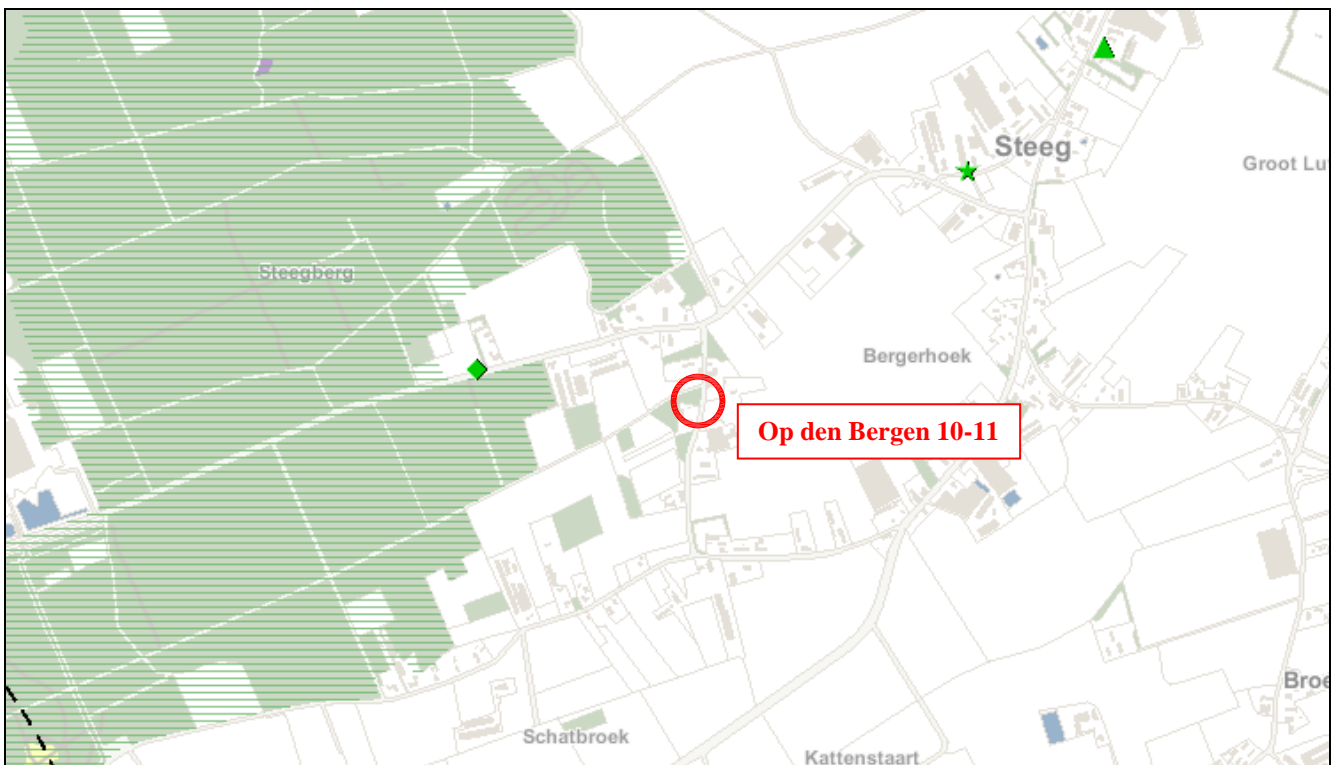 Steeg
Groot Lu
Steegberg
Bergerhoek
Op den Bergen 10-11
Broe
Schatbroek
Kattenstaart